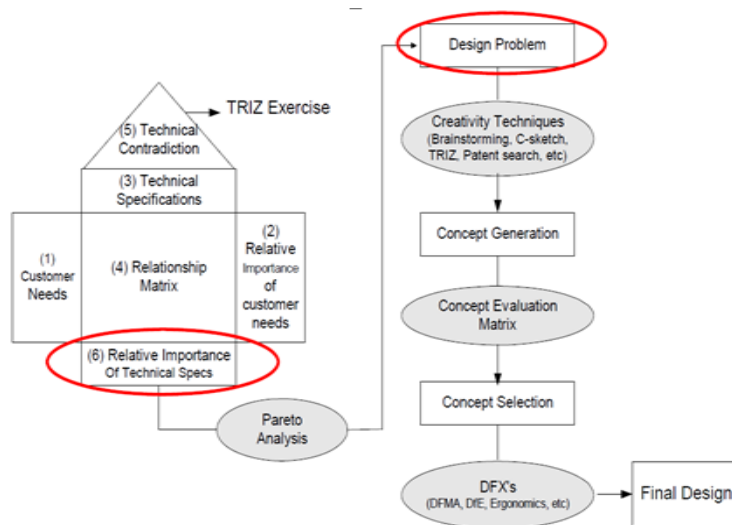 Design Problem
TRIZ Exercise
(5) Technical
Contradiction
Creativity Techniques
(Brainstorming, C-sketch,
TRIZ, Patent search, etc)
(3) Technical
Specifications
(1)
Customer
Needs
(4) Relationship
Matrix
(2)
Relative
Importance
of
customer
needs
Concept Generation
Concept Evaluation
Matrix
(6) Relative Importance
Of Technical Specs
Pareto
Analysis
Concept Selection
DFX's
(DFMA, DfE, Ergonomics, etc)
Final Design